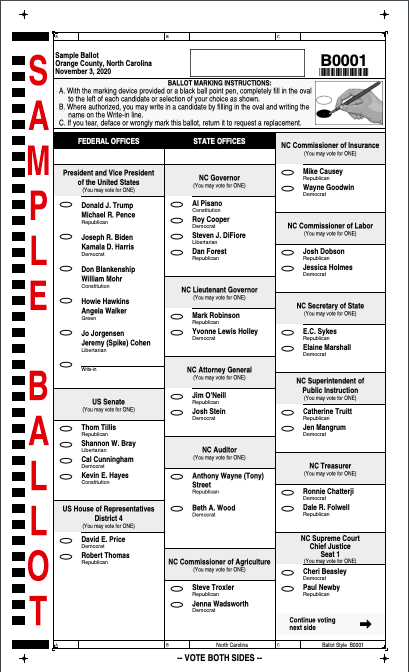 SAMPLE BALLOT
A
B
C
Sample Ballot
Orange County, North Carolina
November 3, 2020
B0001
BALLOT MARKING INSTRUCTIONS:
A. With the marking device provided or a black ball point pen, completely fill in the oval
to the left of each candidate or selection of your choice as shown.
B. Where authorized, you may write in a candidate by filling in the oval and writing the
name on the Write-in line.
C. If you tear, deface or wrongly mark this ballot, return it to request a replacement.
FEDERAL OFFICES
President and Vice President
of the United States
(You may vote for ONE)
Donald J. Trump
Michael R. Pence
Republican
Joseph R. Biden
Kamala D. Harris
Democrat
Don Blankenship
William Mohr
Constitution
Howie Hawkins
Angela Walker
Green
Jo Jorgensen
Jeremy (Spike) Cohen
Libertarian
Write-in
US Senate
(You may vote for ONE)
Thom Tillis
Republican
Shannon W. Bray
Libertarian
Cal Cunningham
Democrat
Kevin E. Hayes
Constitution
US House of Representatives
District 4
(You may vote for ONE)
David E. Price
Democrat
Robert Thomas
Republican
STATE OFFICES
NC Governor
(You may vote for ONE)
Al Pisano
Constitution
Roy Cooper
Democrat
Steven J. DiFiore
Libertarian
Dan Forest
Republican
NC Lieutenant Governor
(You may vote for ONE)
Mark Robinson
Republican
Yvonne Lewis Holley
Democrat
NC Attorney General
(You may vote for ONE)
Jim O'Neill
Republican
Josh Stein
Democrat
NC Auditor
(You may vote for ONE)
Anthony Wayne (Tony)
Street
Republican
Beth A. Wood
Democrat
NC Commissioner of Agriculture
(You may vote for ONE)
Steve Troxler
Republican
Jenna Wadsworth
Democrat
NC Commissioner of Insurance
(You may vote for ONE)
Mike Causey
Republican
Wayne Goodwin
Democrat
NC Commissioner of Labor
(You may vote for ONE)
Josh Dobson
Republican
Jessica Holmes
Democrat
NC Secretary of State
(You may vote for ONE)
E.C. Sykes
Republican
Elaine Marshall
Democrat
NC Superintendent of
Public Instruction
(You may vote for ONE)
Catherine Truitt
Republican
Jen Mangrum
Democrat
NC Treasurer
(You may vote for ONE)
Ronnie Chatterji
Democrat
Dale R. Folwell
Republican
NC Supreme Court
Chief Justice
Seat 1
(You may vote for ONE)
Cheri Beasley
Democrat
Paul Newby
Republican
Continue voting
next side
A
B
North Carolina
C
Ballot Style B0001
-- VOTE BOTH SIDES --